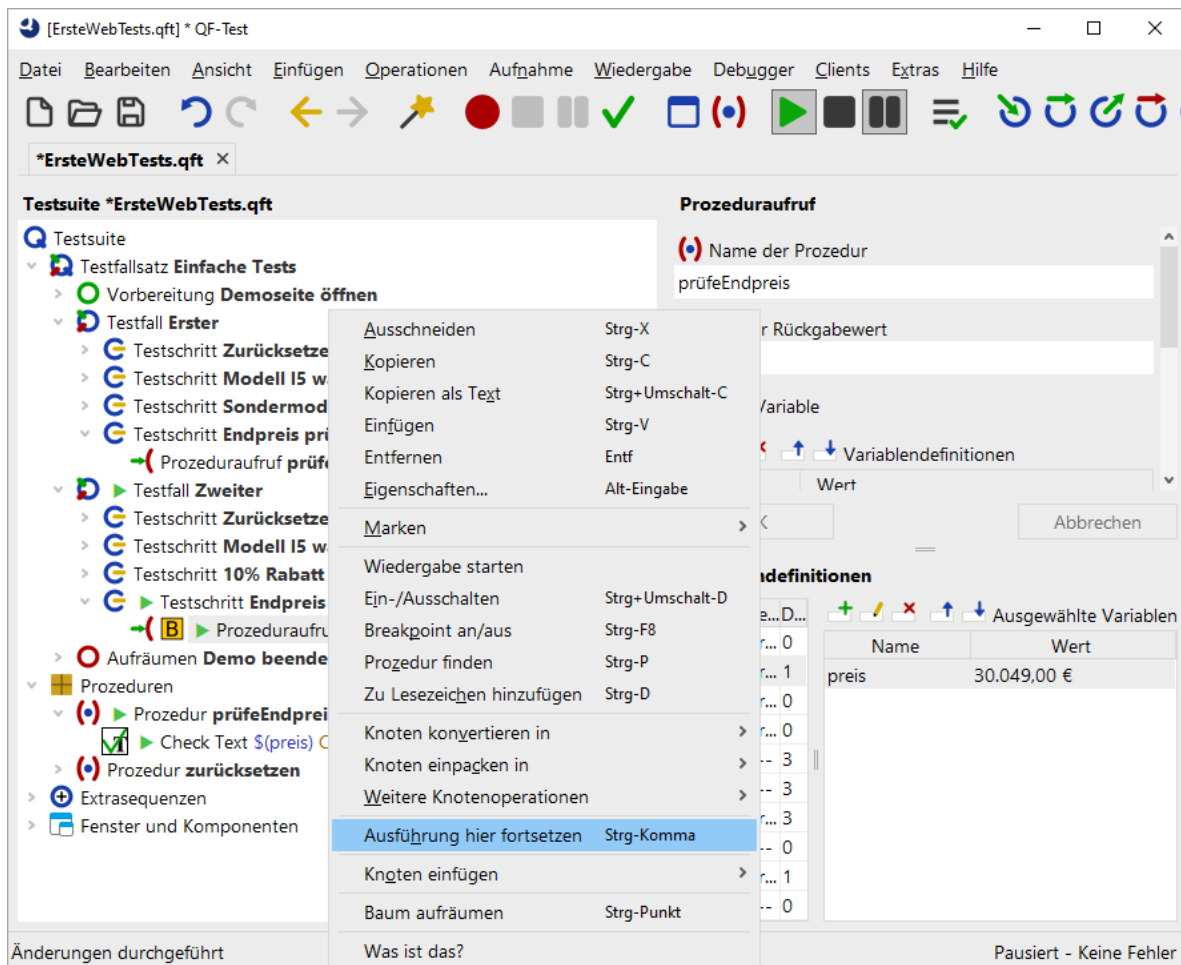 [ErsteWebTests.qft] * QF-Test
Datei Bearbeiten Ansicht Einfügen Operationen Aufnahme Wiedergabe Debugger Clients Extras Hilfe
*ErsteWebTests.qft
Testsuite *ErsteWebTests.qft
Testsuite
Testfallsatz Einfache Tests
Vorbereitung Demoseite öffnen
Testfall Erster
Testschritt Zurücksetze
Testschritt Modell I5 w
Testschritt Sondermod
Testschritt Endpreis pri
Prozeduraufruf prüfe
Testfall Zweiter
Testschritt Zurücksetze
Testschritt Modell I5 w
Testschritt 10% Rabatt
Testschritt Endpreis
B Prozeduraufru
Aufräumen Demo beende
Prozeduren
Prozedur prüfeEndprei
Check Text $(preis) C
Prozedur zurücksetzen
Extrasequenzen
Fenster und Komponenten
Ausschneiden Strg-X
Kopieren Strg-C
Kopieren als Text Strg+Umschalt-C
Einfügen Strg-V
Entfernen Entf
Eigenschaften... Alt-Eingabe
Marken
Wiedergabe starten
Ein-/Ausschalten Strg+Umschalt-D
Breakpoint an/aus Strg-F8
Prozedur finden Strg-P
Zu Lesezeichen hinzufügen Strg-D
Knoten konvertieren in
Knoten einpacken in
Weitere Knotenoperationen
Ausführung hier fortsetzen Strg-Komma
Knoten einfügen
Baum aufräumen Strg-Punkt
Was ist das?
Prozeduraufruf
Name der Prozedur
prüfeEndpreis
r Rückgabewert
Variable
Variablendefinitionen
Wert
Abbrechen
ndefinitionen
e... D...
r... 0
r... 1
r... 0
r... 0
-- 3
-- 3
r... 3
-- 0
r... 1
-- 0
Ausgewählte Variablen
Name Wert
preis 30.049,00 €
Änderungen durchgeführt
Pausiert - Keine Fehler